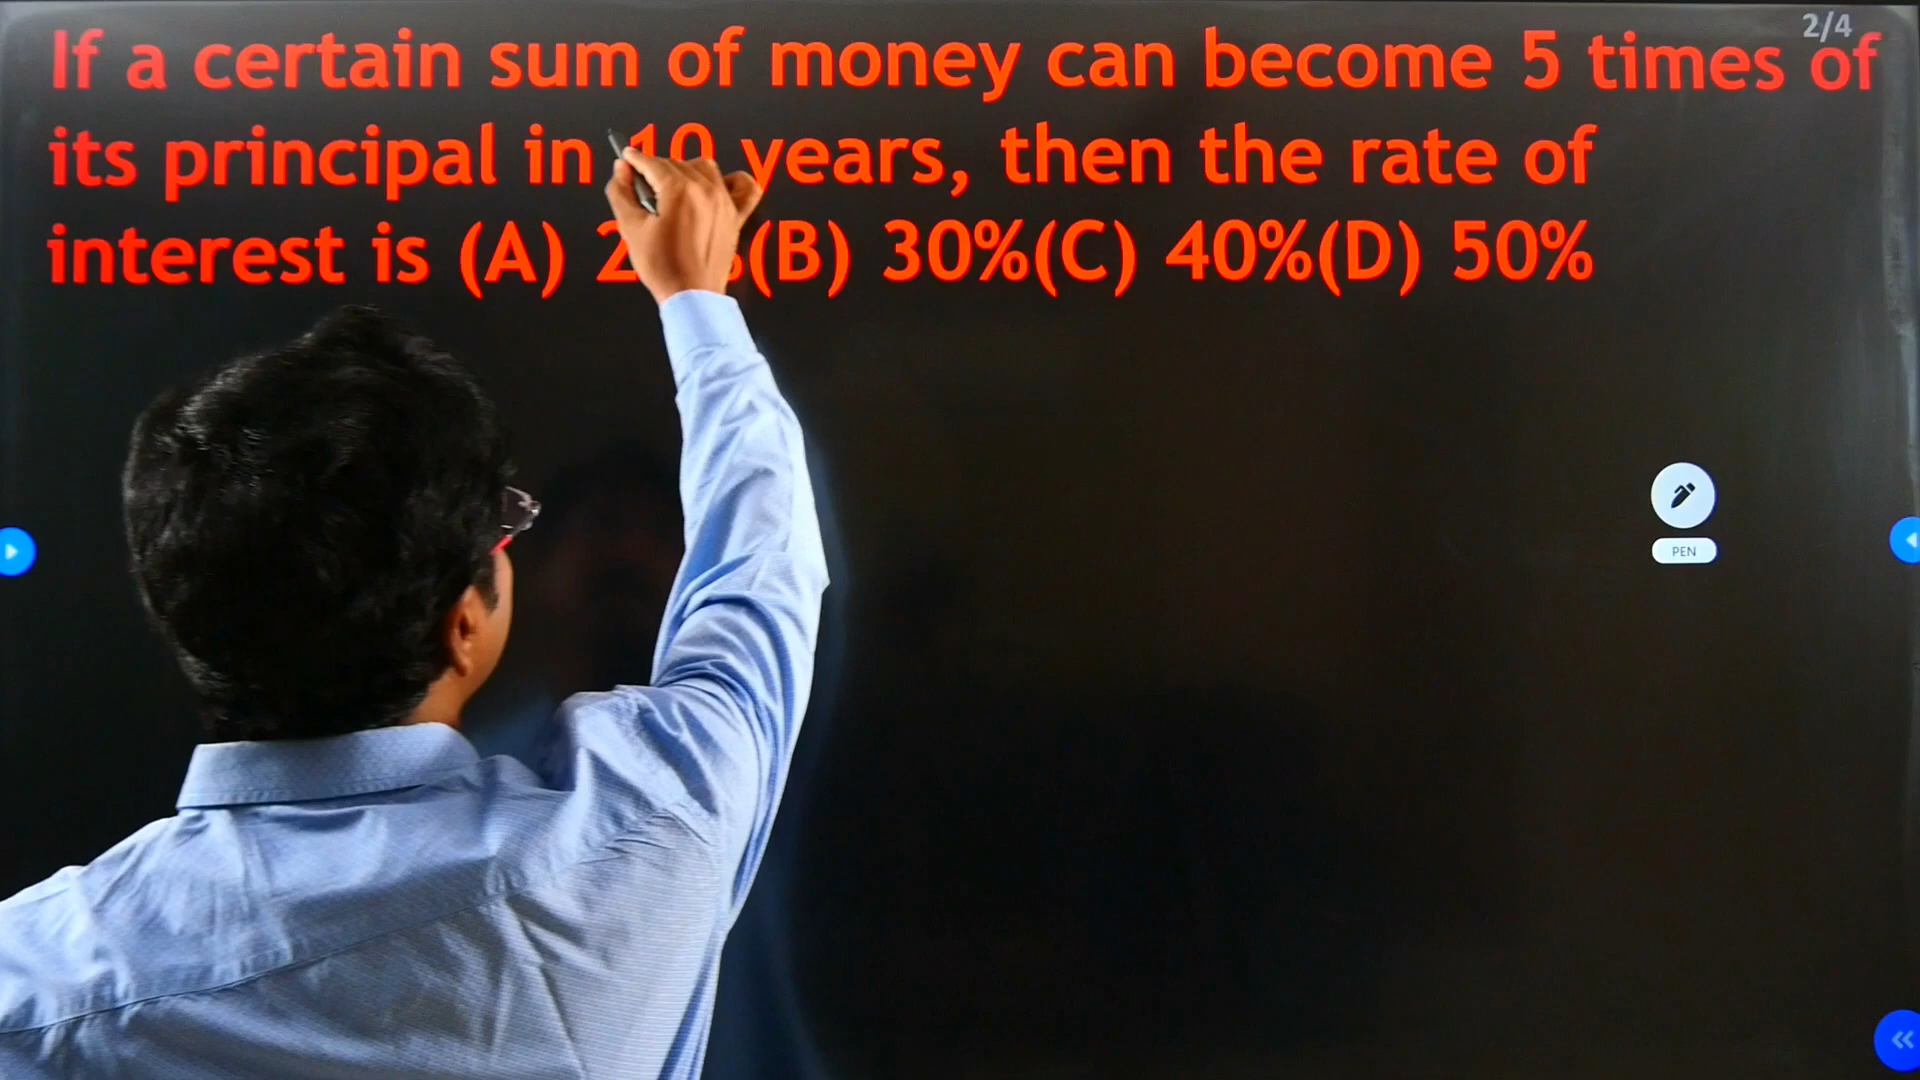 2/4
If a certain sum of money can become 5 times of
its principal in 10 years, then the rate of
interest is (A) (B) 30%(C) 40%(D) 50%
PEN